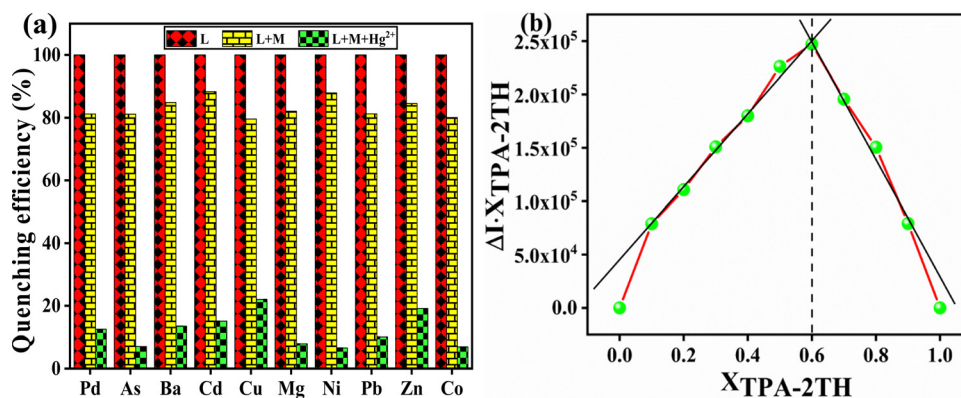 (a)
L L+M L+M+Hg²⁺
Quenching efficiency (%)
100
80
60
40
20
0
Pd As Ba Cd Cu Mg Ni Pb Zn Co
(b)
ΔI·X_TPA-2TH
2.5x10⁵
2.0x10⁵
1.5x10⁵
1.0x10⁵
5.0x10⁴
0.0
0.0 0.2 0.4 0.6 0.8 1.0
X_TPA-2TH